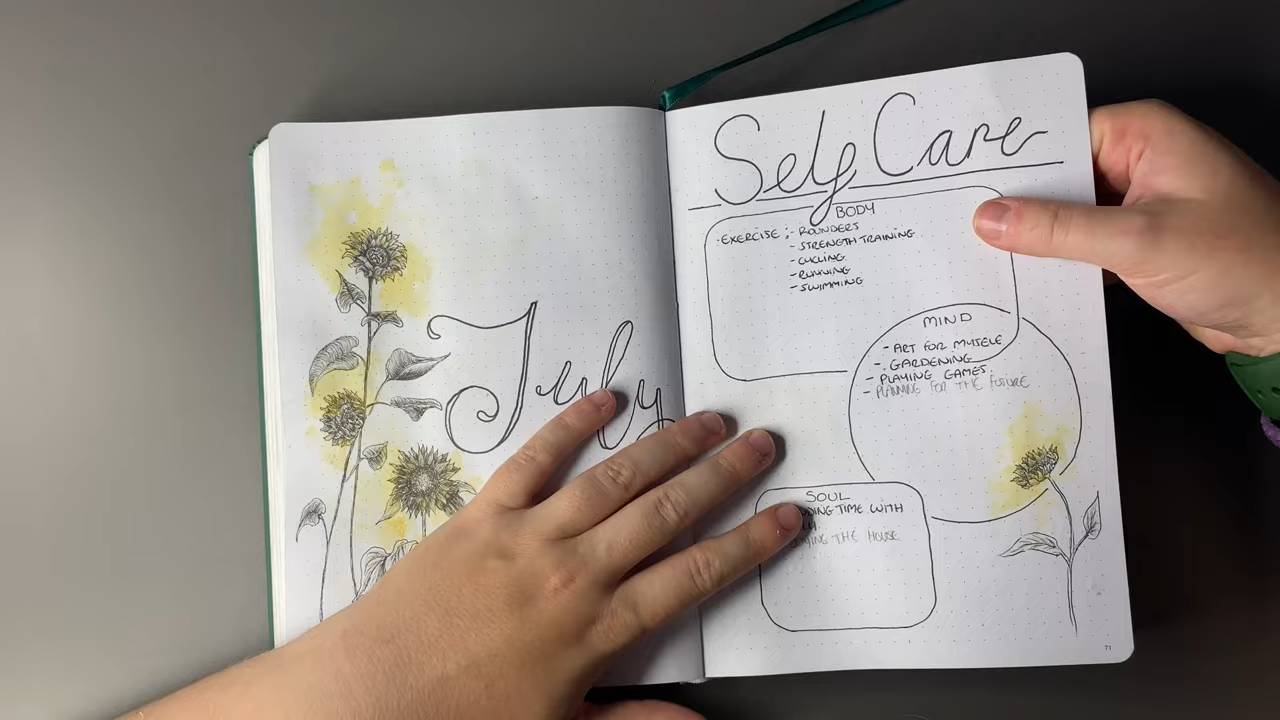 July
Self Care
BODY
·EXERCISE :- ROUNDERS
- STRENGTH TRAINING
- CYCLING
- RUNNING
- SWIMMING
MIND
- ART FOR MYSELF
- GARDENING
- PLAYING GAMES.
- PLANNING FOR THE FUTURE
SOUL
TIME WITH
THE HOUSE
71